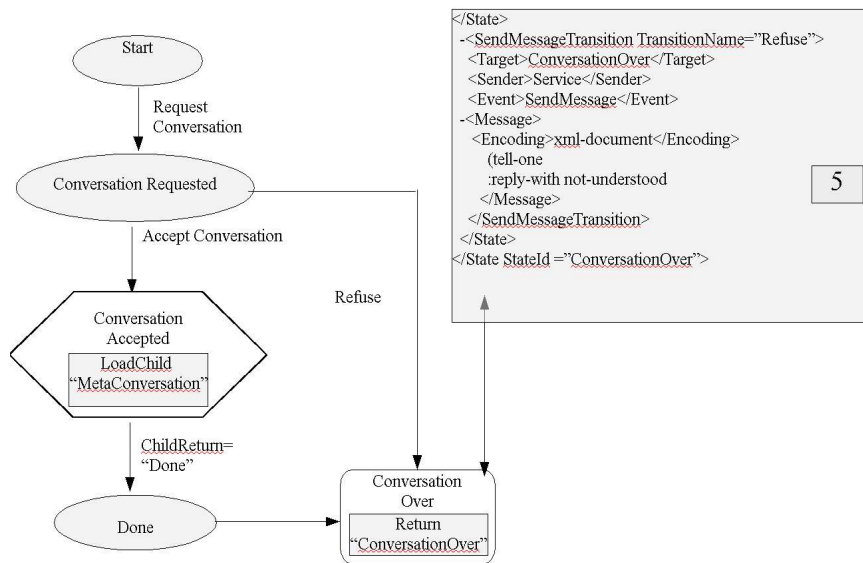 Start
Request
Conversation
Conversation Requested
Accept Conversation
Conversation
Accepted
LoadChild
“MetaConversation”
ChildReturn=
“Done”
Done
Refuse
Conversation
Over
Return
“ConversationOver”
</State>
-<SendMessageTransition TransitionName=”Refuse”>
<Target>ConversationOver</Target>
<Sender>Service</Sender>
<Event>SendMessage</Event>
-<Message>
<Encoding>xml-document</Encoding>
(tell-one
:reply-with not-understood
</Message>
</SendMessageTransition>
</State>
</State StateId =”ConversationOver”>
5